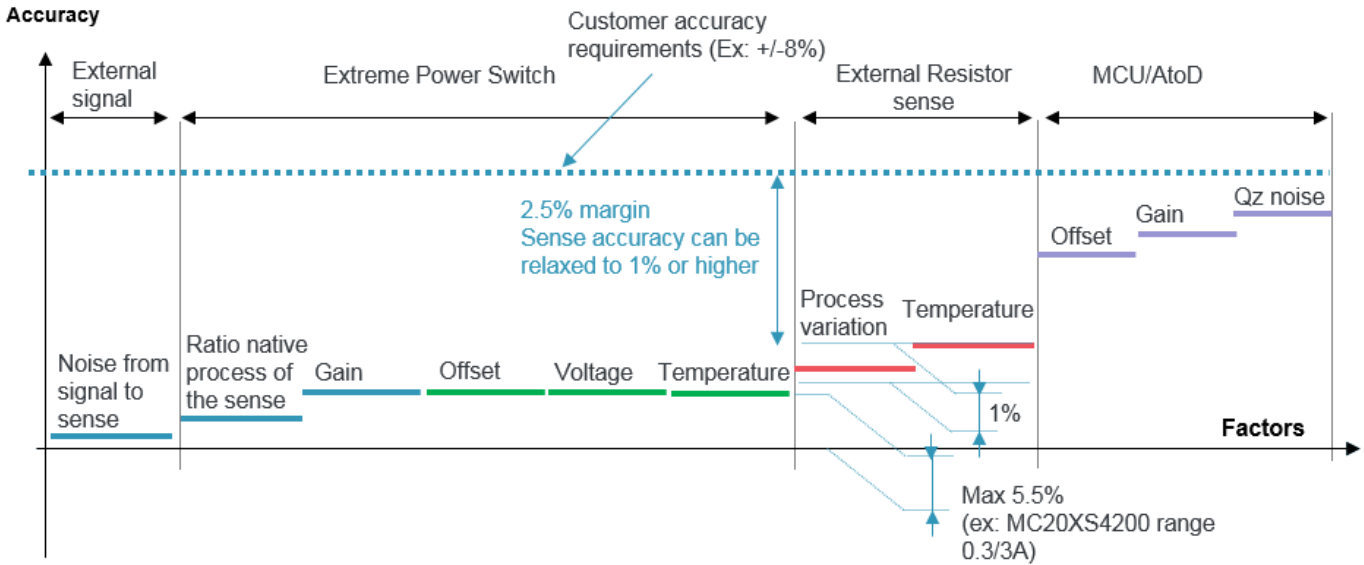 Accuracy
Customer accuracy
requirements (Ex: +/-8%)
External
signal
Extreme Power Switch
External Resistor
sense
MCU/AtoD
2.5% margin
Sense accuracy can be
relaxed to 1% or higher
Qz noise
Gain
Offset
Process
variation
Temperature
Noise from
signal to
sense
Ratio native
process of
the sense
Gain
Offset
Voltage
Temperature
1%
Factors
Max 5.5%
(ex: MC20XS4200 range
0.3/3A)